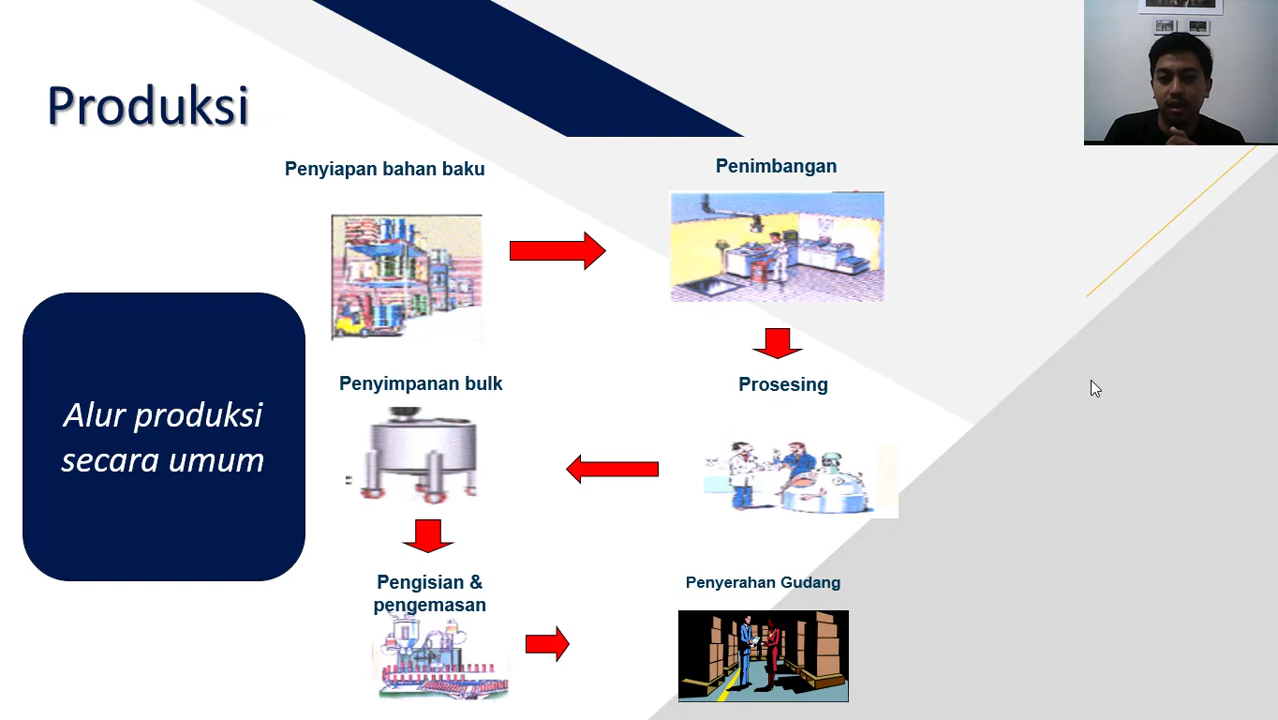 Produksi
Penyiapan bahan baku
Penimbangan
Alur produksi
secara umum
Penyimpanan bulk
Prosesing
Pengisian &
pengemasan
Penyerahan Gudang